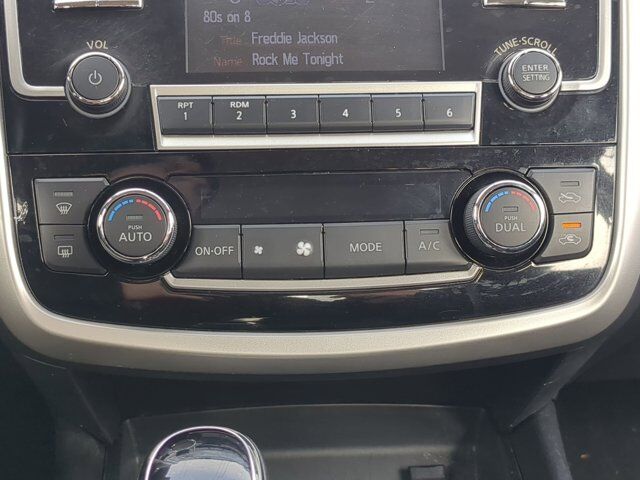 80s on 8
Title: Freddie Jackson
Name: Rock Me Tonight
VOL
TUNE·SCROLL
ENTER
SETTING
RPT
1
RDM
2
3
4
5
6
PUSH
AUTO
ON·OFF
MODE
A/C
PUSH
DUAL